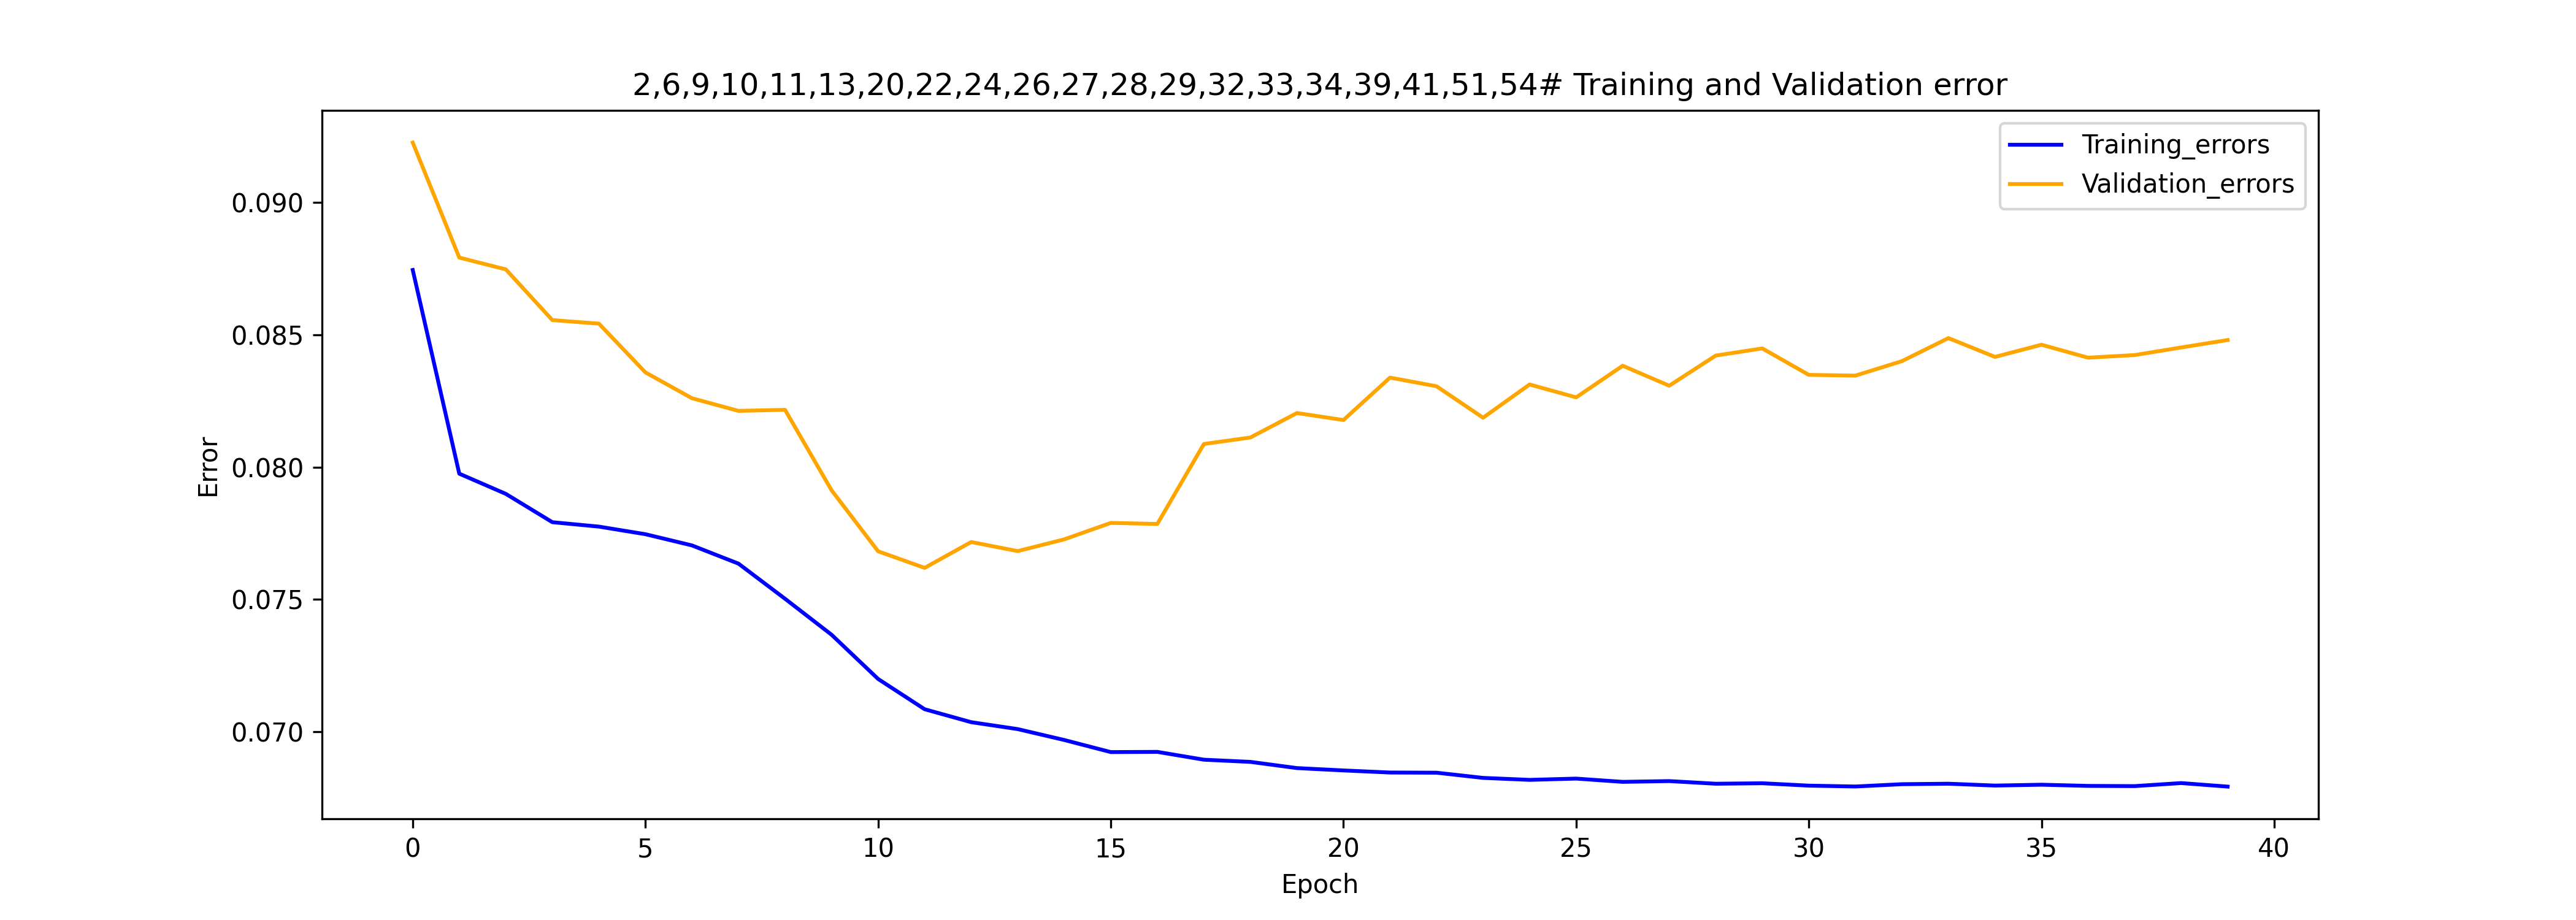 2,6,9,10,11,13,20,22,24,26,27,28,29,32,33,34,39,41,51,54# Training and Validation error
Training_errors
Validation_errors
0.090
0.085
0.080
0.075
0.070
Error
0 5 10 15 20 25 30 35 40
Epoch